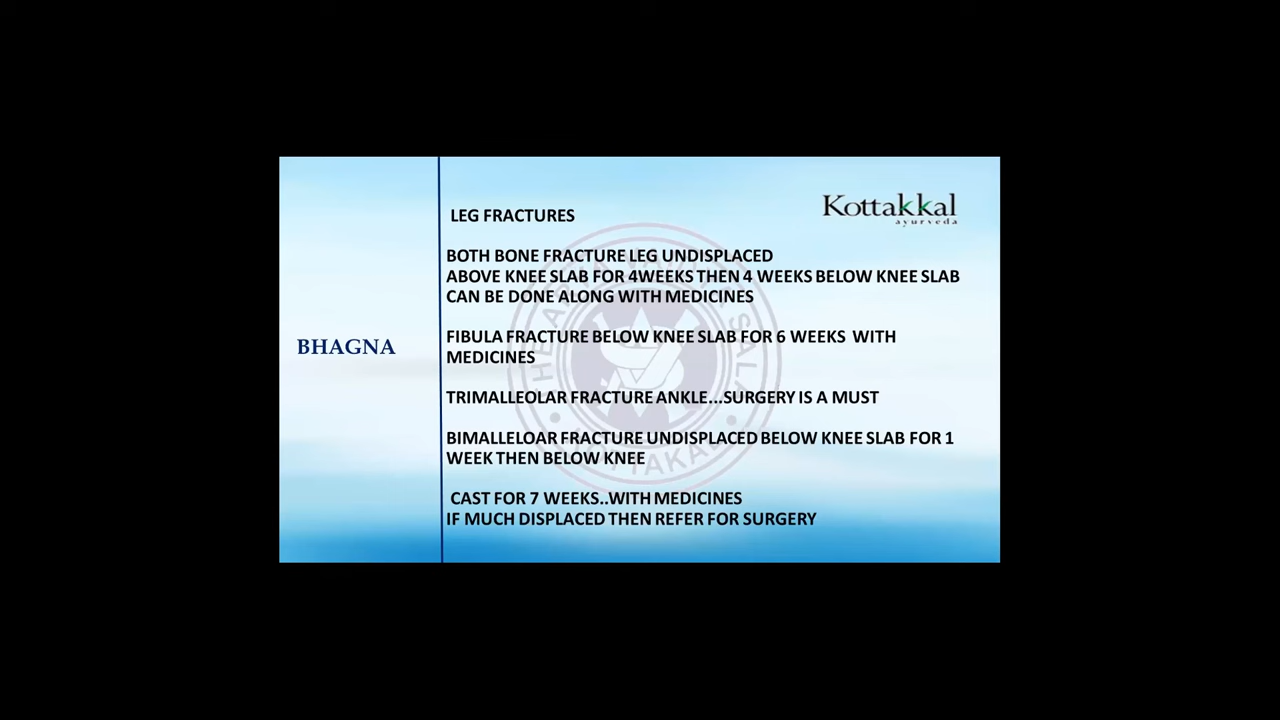 Kottakkal
ayurveda
LEG FRACTURES
BOTH BONE FRACTURE LEG UNDISPLACED
ABOVE KNEE SLAB FOR 4WEEKS THEN 4 WEEKS BELOW KNEE SLAB
CAN BE DONE ALONG WITH MEDICINES
FIBULA FRACTURE BELOW KNEE SLAB FOR 6 WEEKS WITH
MEDICINES
BHAGNA
TRIMALLEOLAR FRACTURE ANKLE...SURGERY IS A MUST
BIMALLELOAR FRACTURE UNDISPLACED BELOW KNEE SLAB FOR 1
WEEK THEN BELOW KNEE
CAST FOR 7 WEEKS..WITH MEDICINES
IF MUCH DISPLACED THEN REFER FOR SURGERY